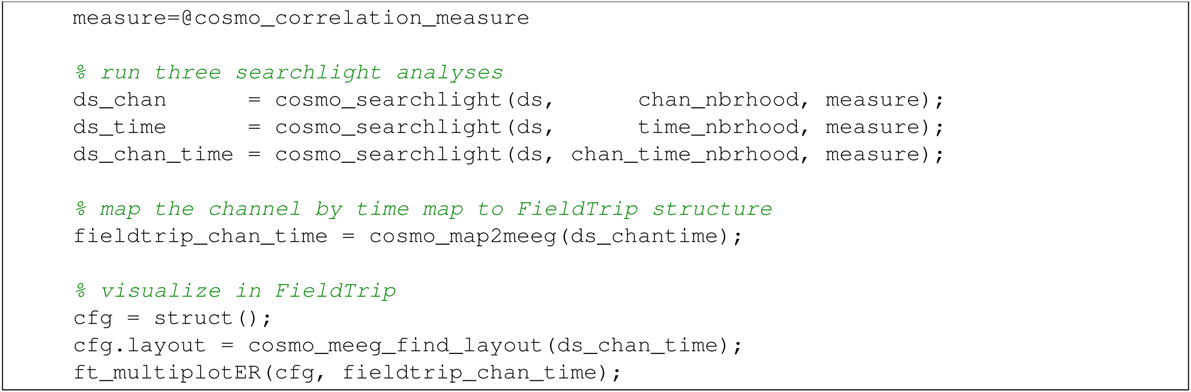 measure=@cosmo_correlation_measure
% run three searchlight analyses
ds_chan      = cosmo_searchlight(ds,      chan_nbrhood, measure);
ds_time      = cosmo_searchlight(ds,      time_nbrhood, measure);
ds_chan_time = cosmo_searchlight(ds, chan_time_nbrhood, measure);
% map the channel by time map to FieldTrip structure
fieldtrip_chan_time = cosmo_map2meeg(ds_chantime);
% visualize in FieldTrip
cfg = struct();
cfg.layout = cosmo_meeg_find_layout(ds_chan_time);
ft_multiplotER(cfg, fieldtrip_chan_time);